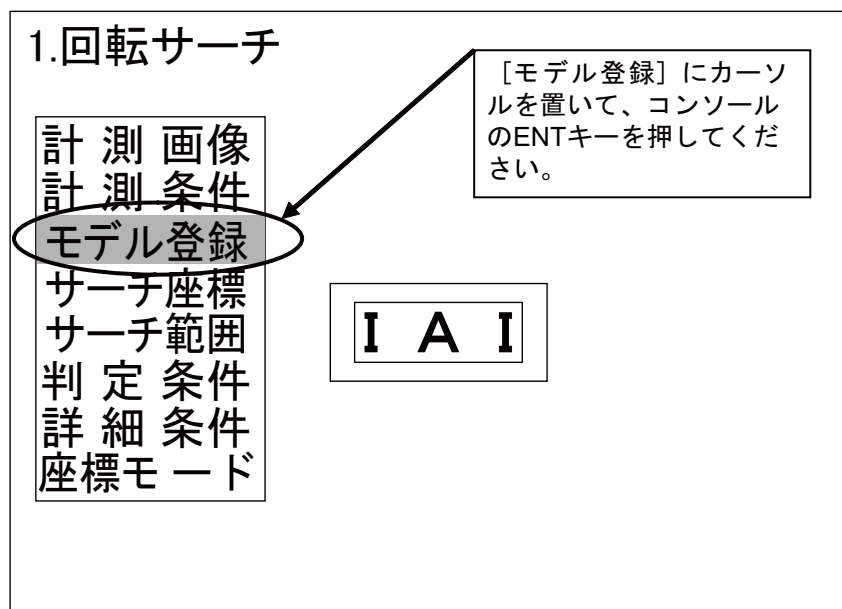 1.回転サーチ
［モデル登録］にカーソ
ルを置いて、コンソール
のENTキーを押してくだ
さい。
計 測 画像
計 測 条件
モデル登録
サーチ座標
サーチ範囲
判 定 条件
詳 細 条件
座標モード
I A I